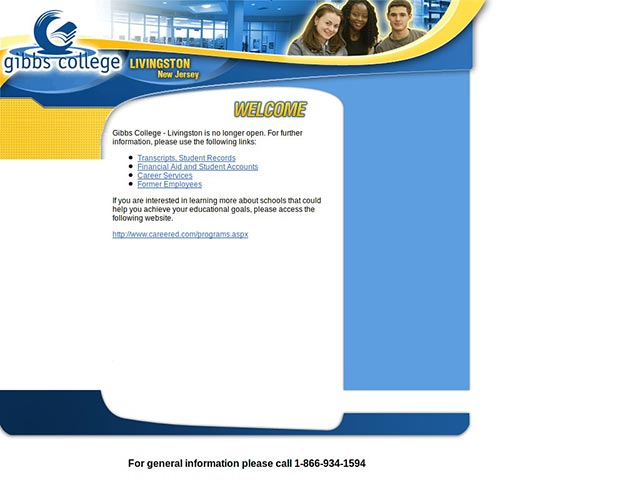 gibbs college
LIVINGSTON
New Jersey
WELCOME
Gibbs College - Livingston is no longer open. For further
information, please use the following links:
Transcripts, Student Records
Financial Aid and Student Accounts
Career Services
Former Employees
If you are interested in learning more about schools that could
help you achieve your educational goals, please access the
following website.
http://www.careered.com/programs.aspx
For general information please call 1-866-934-1594